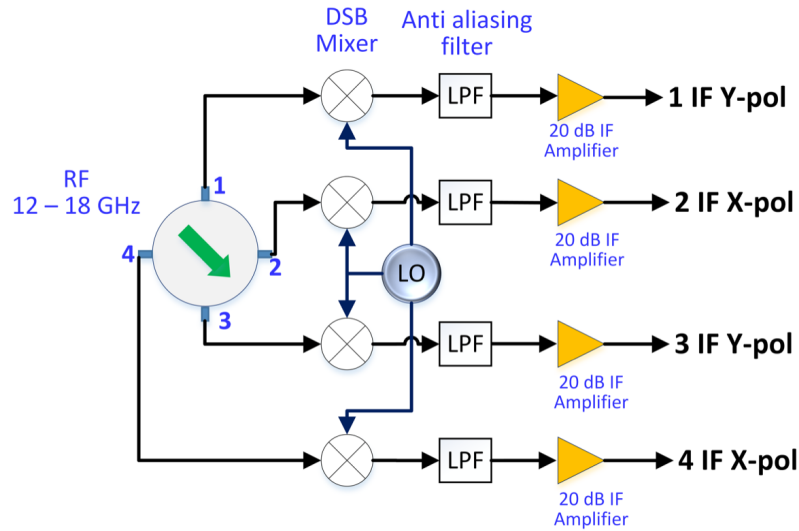 DSB
Mixer
Anti aliasing
filter
LPF
1 IF Y-pol
20 dB IF
Amplifier
RF
12 – 18 GHz
1
LPF
2 IF X-pol
20 dB IF
Amplifier
4
2
LO
3
LPF
3 IF Y-pol
20 dB IF
Amplifier
LPF
4 IF X-pol
20 dB IF
Amplifier